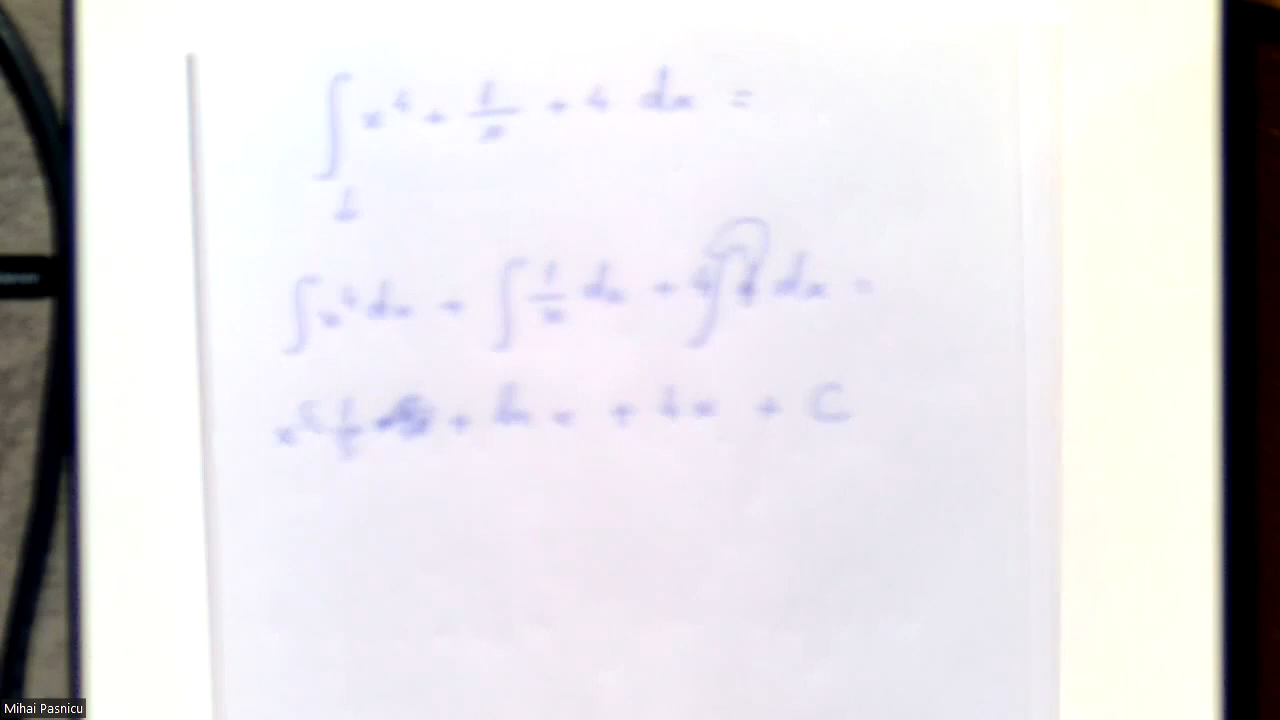 ∫ x⁴ + 1/x + 4 dx =
∫ x⁴ dx + ∫ 1/x dx + 4∫ dx =
+ ln x + 4x + C
Mihai Pasnicu